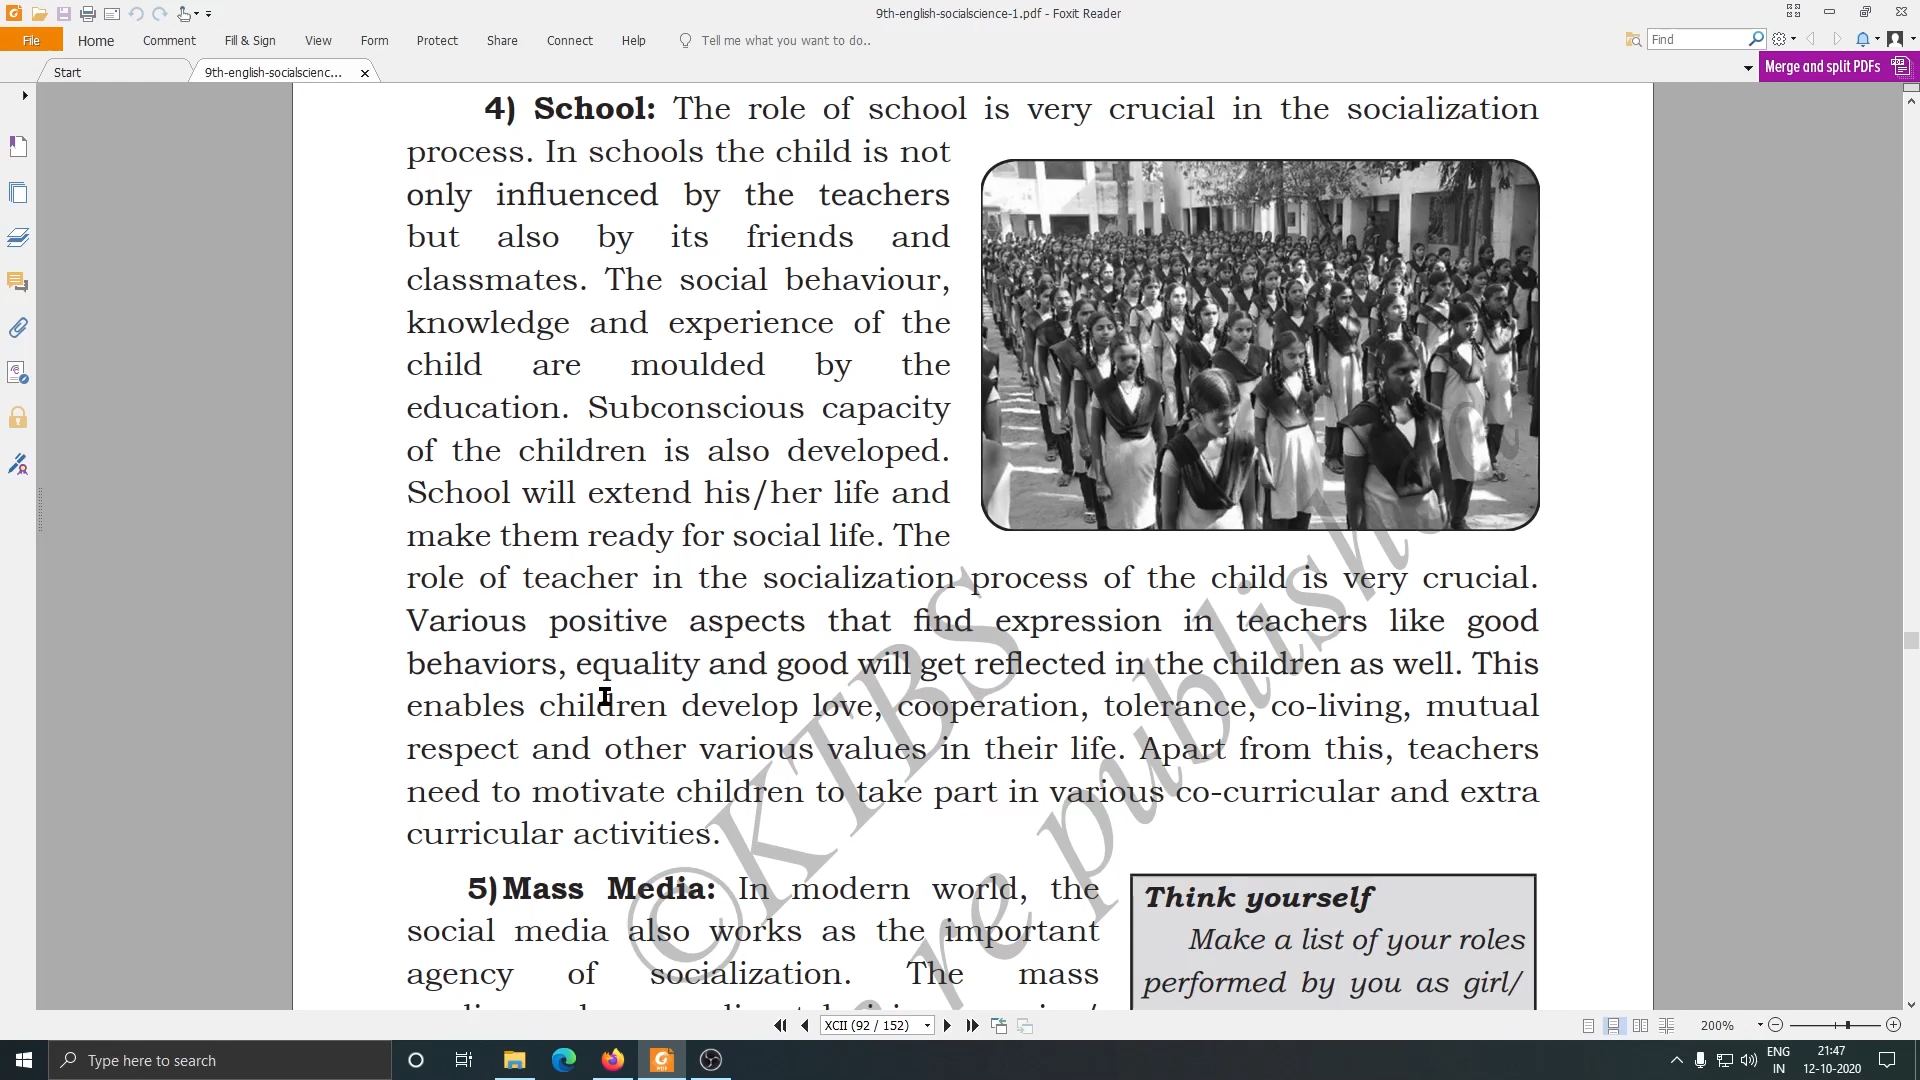 9th-english-socialscience-1.pdf - Foxit Reader
File Home Comment Fill & Sign View Form Protect Share Connect Help Tell me what you want to do..
Find
Start 9th-english-socialscienc...
Merge and split PDFs
4) School: The role of school is very crucial in the socialization
process. In schools the child is not
only influenced by the teachers
but also by its friends and
classmates. The social behaviour,
knowledge and experience of the
child are moulded by the
education. Subconscious capacity
of the children is also developed.
School will extend his/her life and
make them ready for social life. The
role of teacher in the socialization process of the child is very crucial.
Various positive aspects that find expression in teachers like good
behaviors, equality and good will get reflected in the children as well. This
enables children develop love, cooperation, tolerance, co-living, mutual
respect and other various values in their life. Apart from this, teachers
need to motivate children to take part in various co-curricular and extra
curricular activities.
5) Mass Media: In modern world, the
social media also works as the important
agency of socialization. The mass
Think yourself
Make a list of your roles
performed by you as girl/
©KTBS
re publish
XCII (92 / 152)
200%
Type here to search
ENG
IN
21:47
12-10-2020